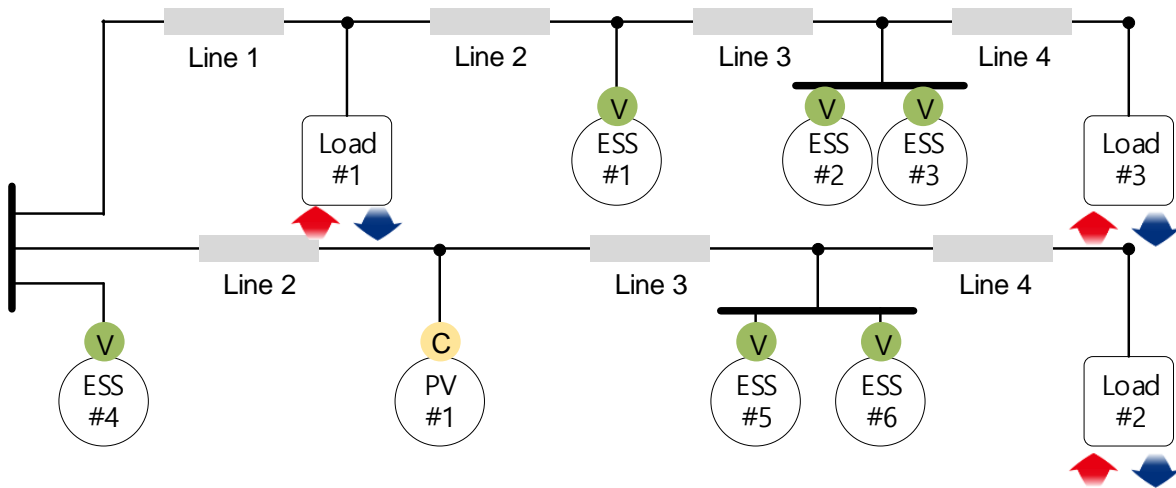 Line 1
Line 2
Line 3
Line 4
V
V
V
Load
#1
ESS
#1
ESS
#2
ESS
#3
Load
#3
Line 2
Line 3
Line 4
V
C
V
V
ESS
#4
PV
#1
ESS
#5
ESS
#6
Load
#2